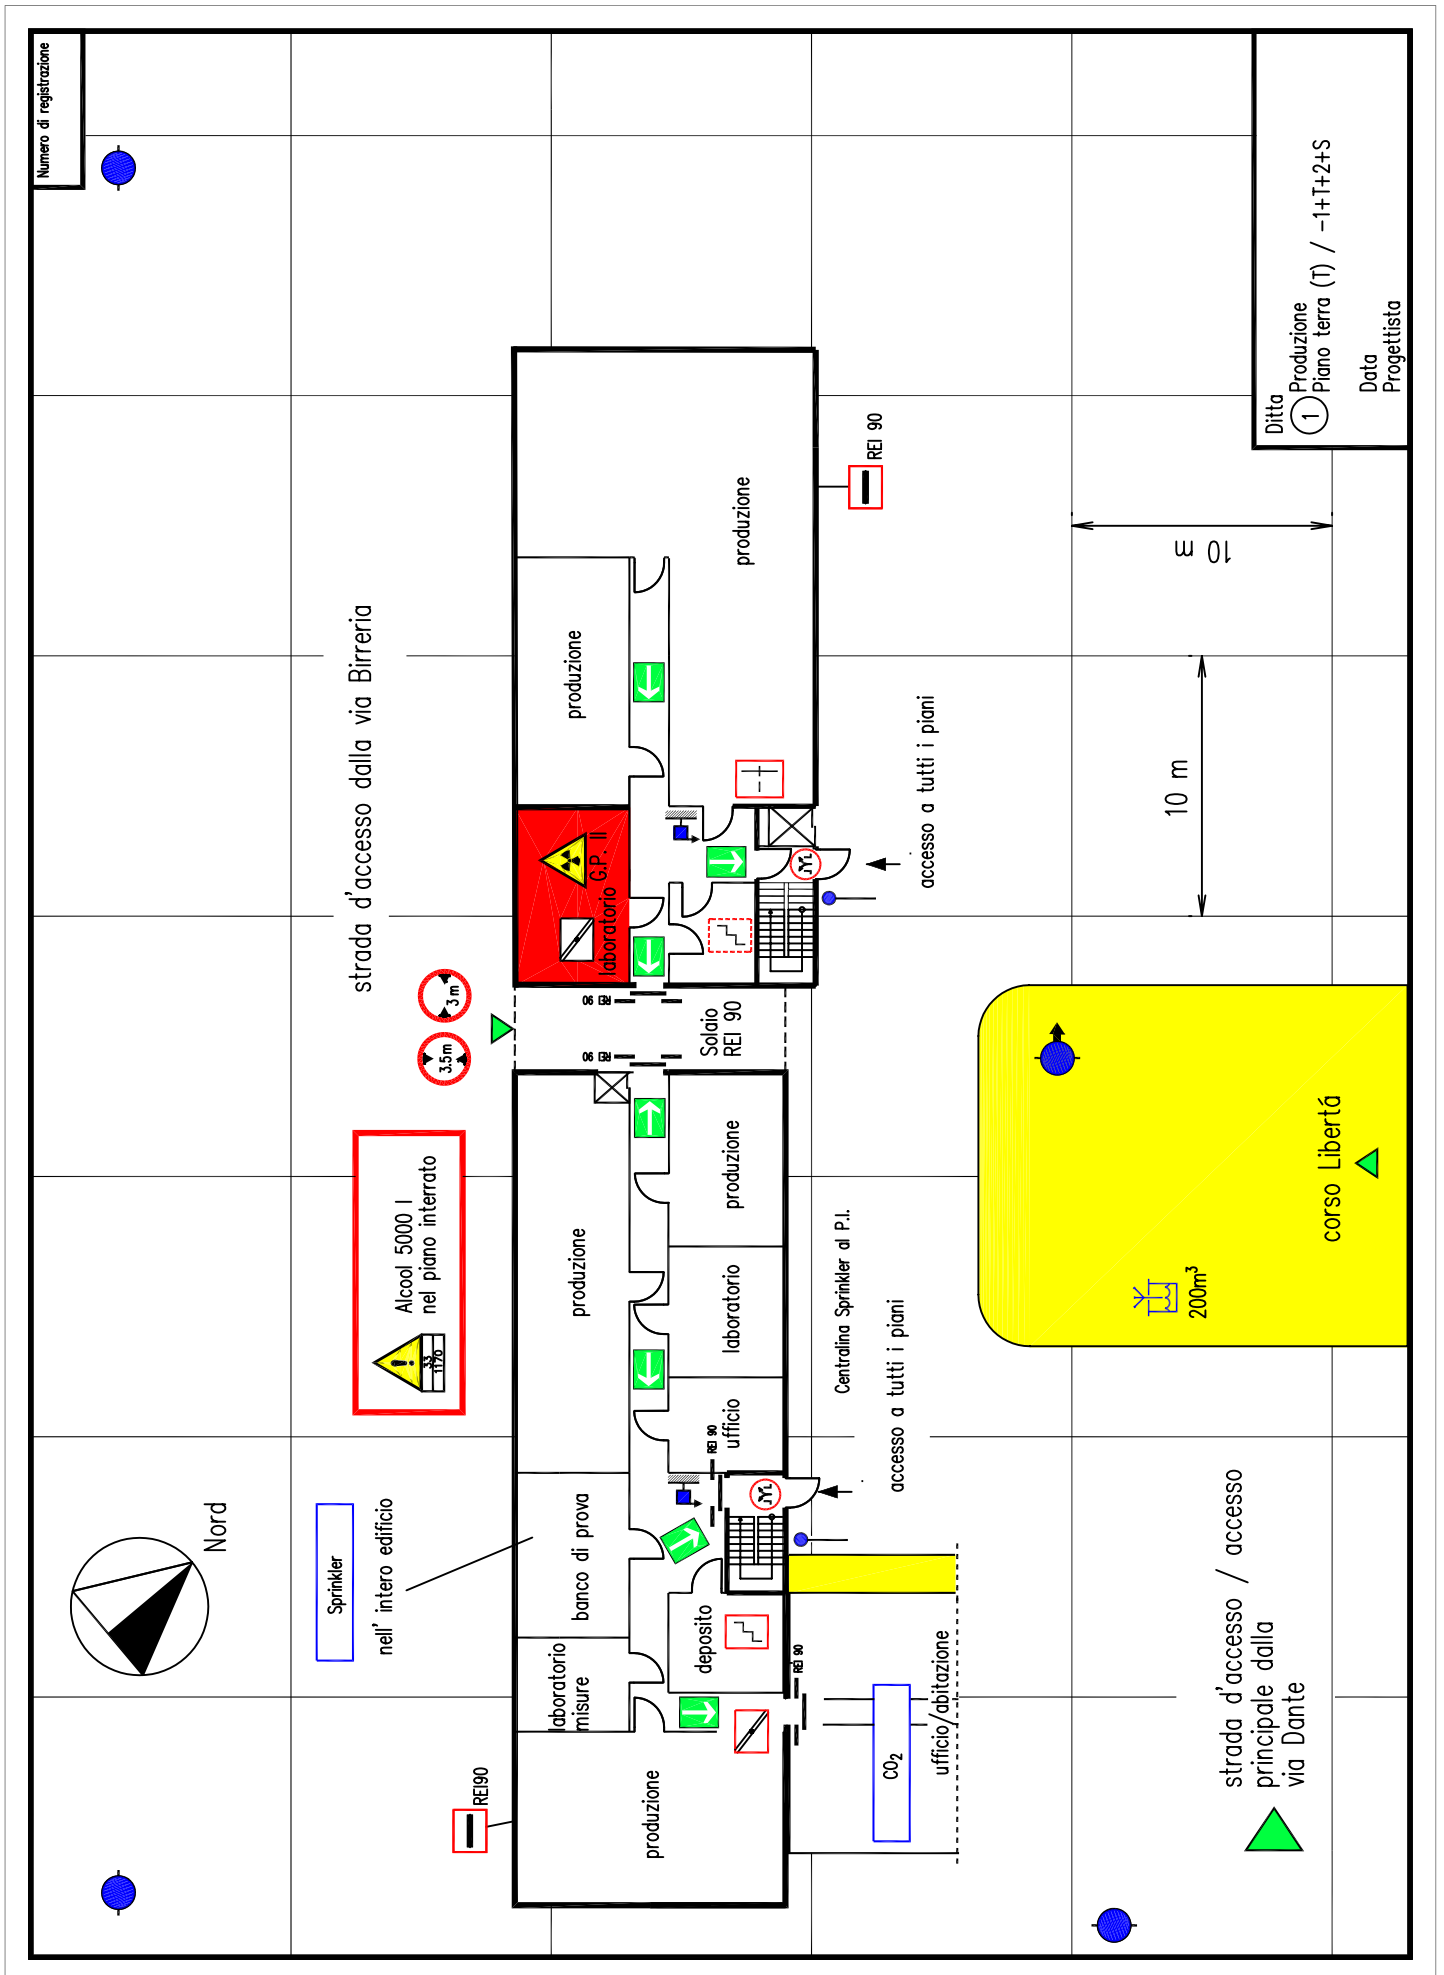 Numero di registrazione
strada d'accesso dalla via Birreria
3 m
3.5m
Alcool 5000 l
nel piano interrato
33
1170
Nord
Sprinkler
nell' intero edificio
REI90
produzione
produzione
REI 90
G.P. II
laboratorio
REI 90
REI 90
Solaio
REI 90
accesso a tutti i piani
produzione
produzione
laboratorio
ufficio
REI 90
banco di prova
laboratorio
misure
deposito
produzione
REI 90
Centralina Sprinkler al P.I.
accesso a tutti i piani
CO2
ufficio/abitazione
10 m
10 m
200m³
corso Libertá
strada d'accesso / accesso
principale dalla
via Dante
Ditta
1
Produzione
Piano terra (T) / -1+T+2+S
Data
Progettista